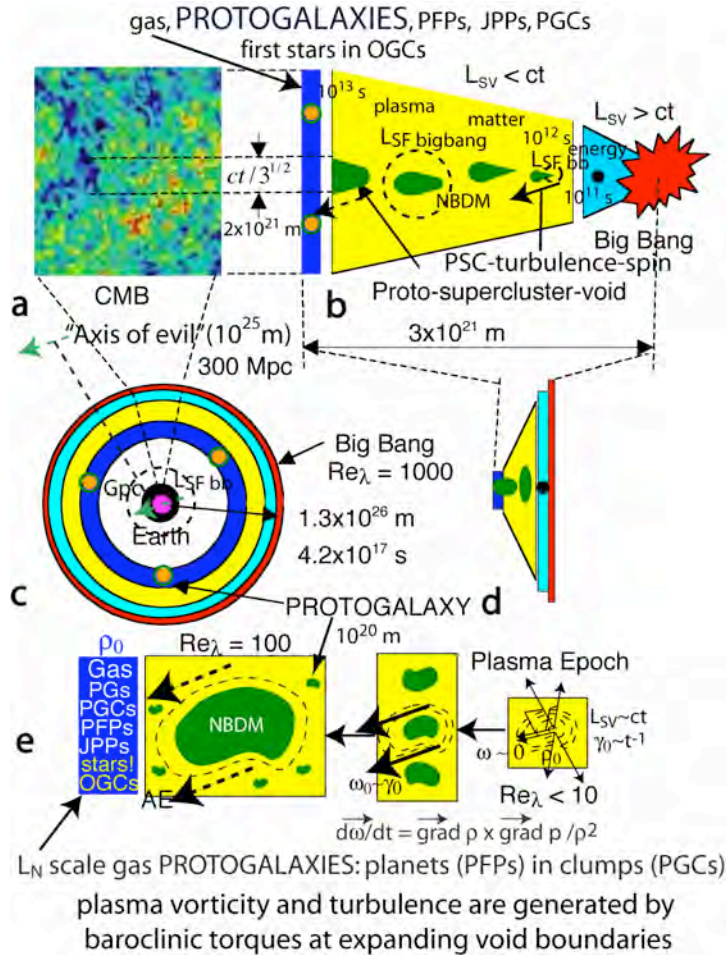 gas, PROTOGALAXIES, PFPs, JPPs, PGCs
first stars in OGCs
L_SV < ct
10^13 s
plasma
matter
L_SV > ct
L_SF bigbang
10^12 s
energy
L_SF bb
ct/3^1/2
NBDM
10^11 s
2x10^21 m
Big Bang
PSC-turbulence-spin
CMB
Proto-supercluster-void
a
b
"Axis of evil" (10^25 m)
300 Mpc
3x10^21 m
Big Bang
Re_λ = 1000
Gpc
L_SF bb
Earth
1.3x10^26 m
4.2x10^17 s
c
PROTOGALAXY
d
10^20 m
ρ_0
Re_λ = 100
Plasma Epoch
Gas
PGs
PGCs
PFPs
JPPs
stars!
OGCs
NBDM
e
L_SV~ct
γ_0~t^-1
ω ~ 0
ρ_0
AE
ω_0~γ_0
Re_λ < 10
dω/dt = grad ρ x grad p /ρ^2
L_N scale gas PROTOGALAXIES: planets (PFPs) in clumps (PGCs)
plasma vorticity and turbulence are generated by
baroclinic torques at expanding void boundaries